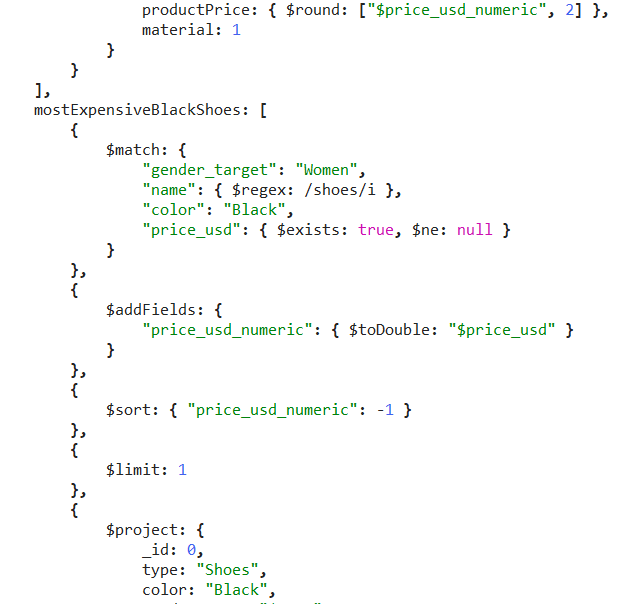 productPrice: { $round: ["$price_usd_numeric", 2] },
material: 1
}
}
],
mostExpensiveBlackShoes: [
{
$match: {
"gender_target": "Women",
"name": { $regex: /shoes/i },
"color": "Black",
"price_usd": { $exists: true, $ne: null }
}
},
{
$addFields: {
"price_usd_numeric": { $toDouble: "$price_usd" }
}
},
{
$sort: { "price_usd_numeric": -1 }
},
{
$limit: 1
},
{
$project: {
_id: 0,
type: "Shoes",
color: "Black",